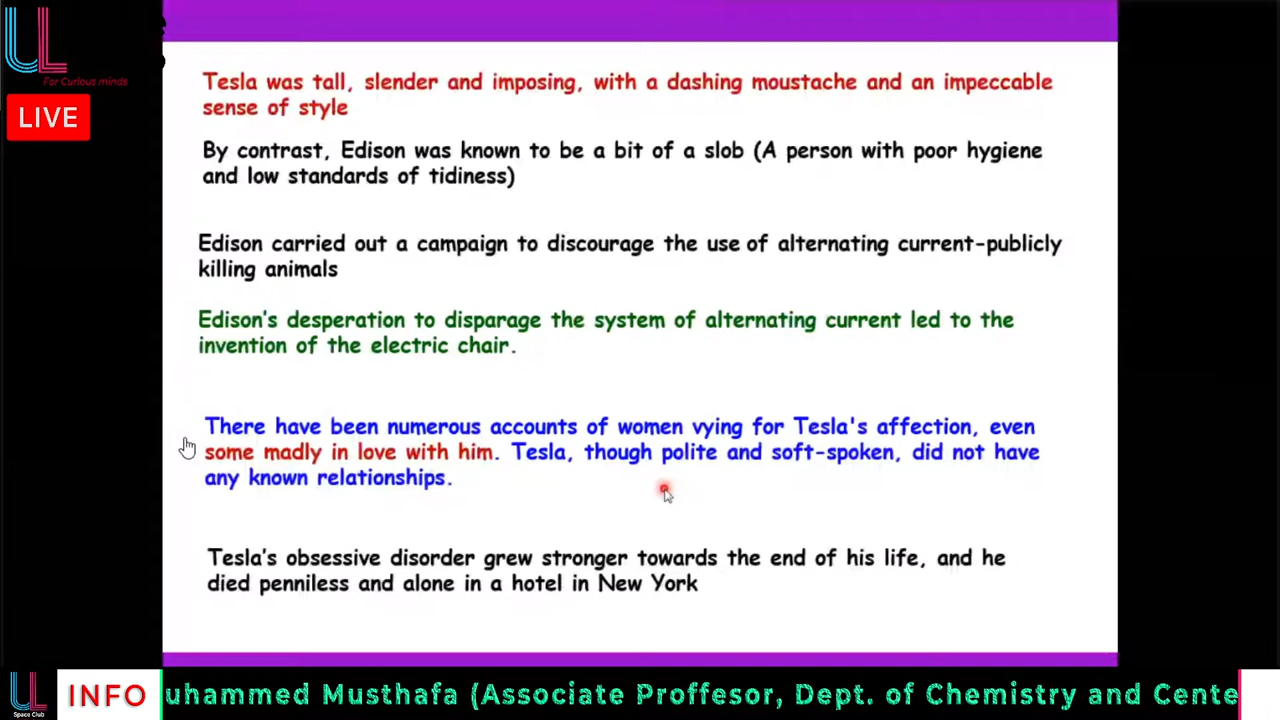 UL
For Curious minds
LIVE
Tesla was tall, slender and imposing, with a dashing moustache and an impeccable
sense of style
By contrast, Edison was known to be a bit of a slob (A person with poor hygiene
and low standards of tidiness)
Edison carried out a campaign to discourage the use of alternating current-publicly
killing animals
Edison's desperation to disparage the system of alternating current led to the
invention of the electric chair.
There have been numerous accounts of women vying for Tesla's affection, even
some madly in love with him. Tesla, though polite and soft-spoken, did not have
any known relationships.
Tesla's obsessive disorder grew stronger towards the end of his life, and he
died penniless and alone in a hotel in New York
UL
Space Club
INFO
uhammed Musthafa (Associate Proffesor, Dept. of Chemistry and Cente